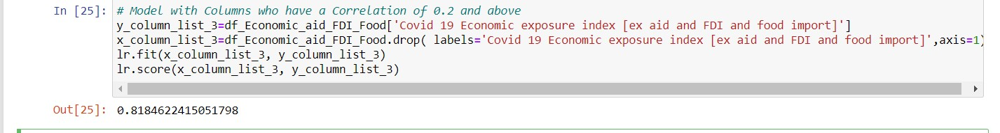 In [25]: # Model with Columns who have a Correlation of 0.2 and above
y_column_list_3=df_Economic_aid_FDI_Food['Covid 19 Economic exposure index [ex aid and FDI and food import]']
x_column_list_3=df_Economic_aid_FDI_Food.drop( labels='Covid 19 Economic exposure index [ex aid and FDI and food import]',axis=1)
lr.fit(x_column_list_3, y_column_list_3)
lr.score(x_column_list_3, y_column_list_3)
Out[25]: 0.8184622415051798